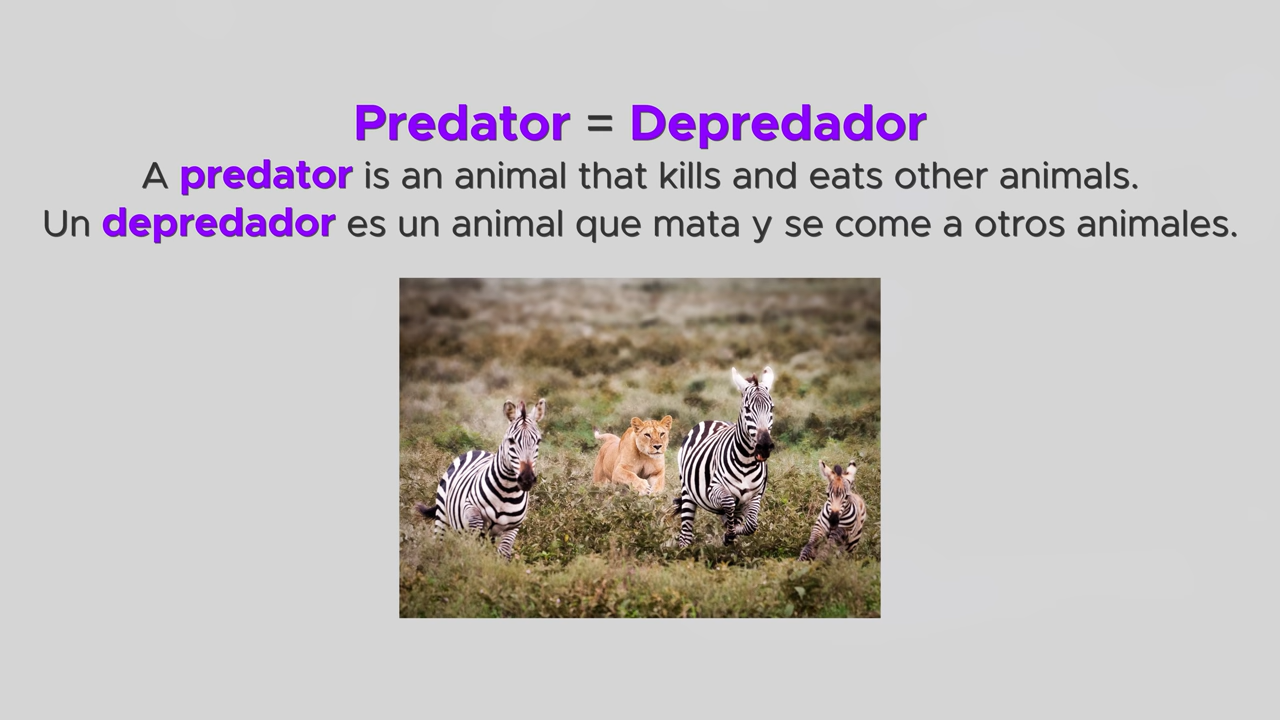 Predator = Depredador
A predator is an animal that kills and eats other animals.
Un depredador es un animal que mata y se come a otros animales.